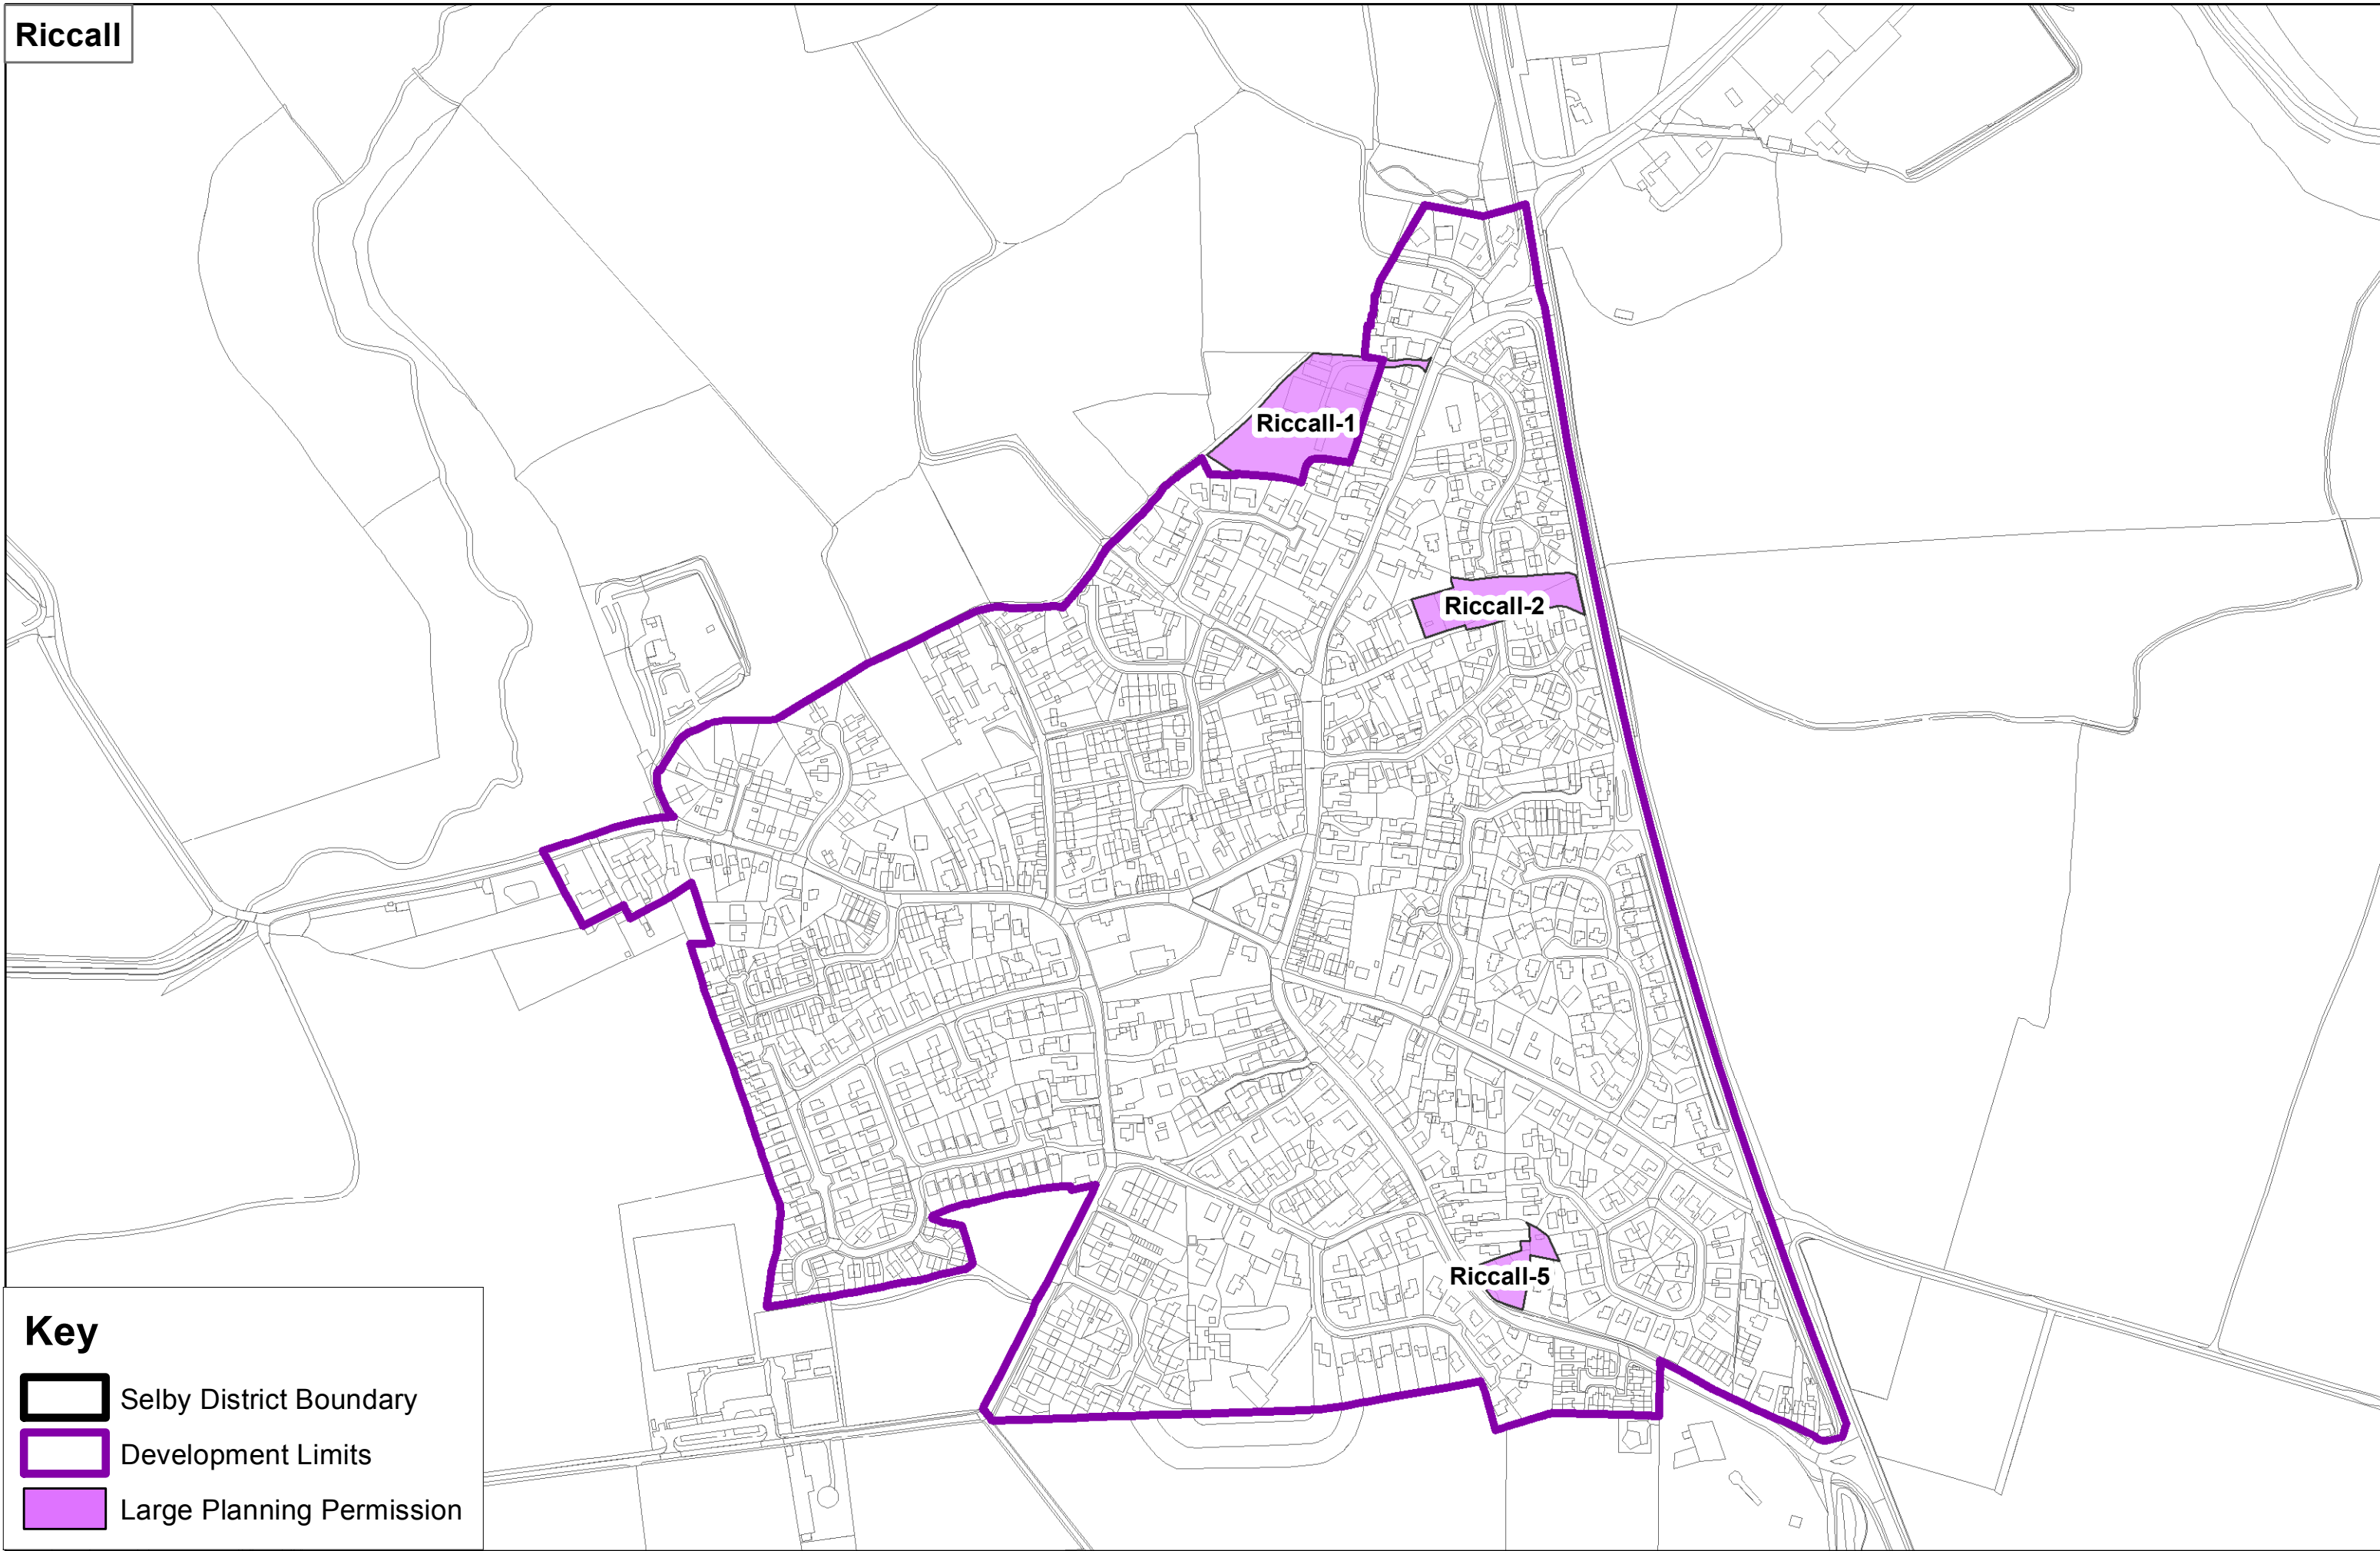 Riccall
Riccall-1
Riccall-2
Riccall-5
Key
Selby District Boundary
Development Limits
Large Planning Permission